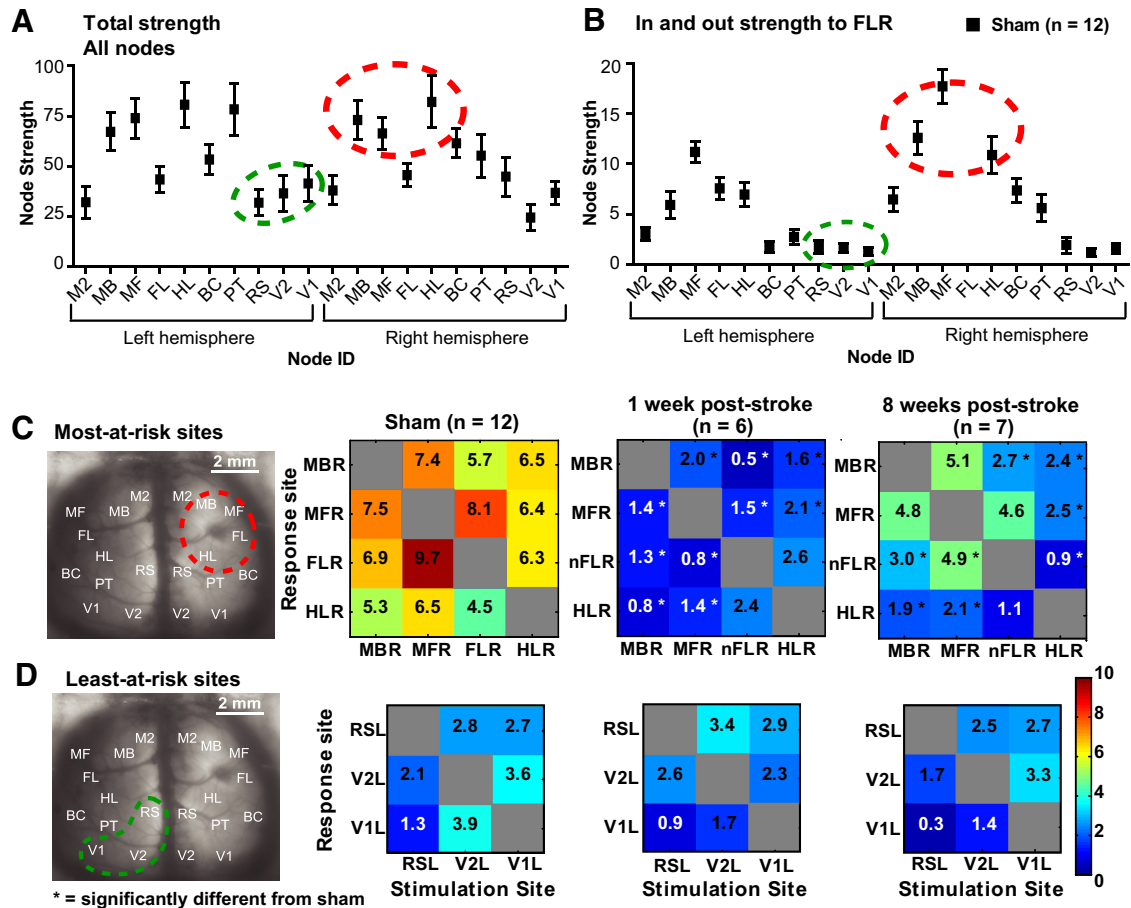 A
Total strength
All nodes
100
75
50
25
0
Node Strength
M2 MB MF FL HL BC PT RS V2 V1 M2 MB MF FL HL BC PT RS V2 V1
Left hemisphere Right hemisphere
Node ID
B
In and out strength to FLR
Sham (n = 12)
20
15
10
5
0
Node Strength
M2 MB MF FL HL BC PT RS V2 V1 M2 MB MF FL HL BC PT RS V2 V1
Left hemisphere Right hemisphere
Node ID
C
Most-at-risk sites
2 mm
M2 M2
MF MB MB MF
FL FL
HL HL
BC PT RS RS PT BC
V1 V2 V2 V1
Sham (n = 12)
Response site
MBR 7.4 5.7 6.5
MFR 7.5 8.1 6.4
FLR 6.9 9.7 6.3
HLR 5.3 6.5 4.5
MBR MFR FLR HLR
1 week post-stroke
(n = 6)
MBR 2.0 * 0.5 * 1.6 *
MFR 1.4 * 1.5 * 2.1 *
nFLR 1.3 * 0.8 * 2.6
HLR 0.8 * 1.4 * 2.4
MBR MFR nFLR HLR
8 weeks post-stroke
(n = 7)
MBR 5.1 2.7 * 2.4 *
MFR 4.8 4.6 2.5 *
nFLR 3.0 * 4.9 * 0.9 *
HLR 1.9 * 2.1 * 1.1
MBR MFR nFLR HLR
D
Least-at-risk sites
2 mm
M2 M2
MF MB MB MF
FL FL
HL HL
BC PT RS RS PT BC
V1 V2 V2 V1
* = significantly different from sham
Response site
RSL 2.8 2.7
V2L 2.1 3.6
V1L 1.3 3.9
RSL V2L V1L
Stimulation Site
RSL 3.4 2.9
V2L 2.6 2.3
V1L 0.9 1.7
RSL V2L V1L
Stimulation Site
RSL 2.5 2.7
V2L 1.7 3.3
V1L 0.3 1.4
RSL V2L V1L
Stimulation Site
10
8
6
4
2
0